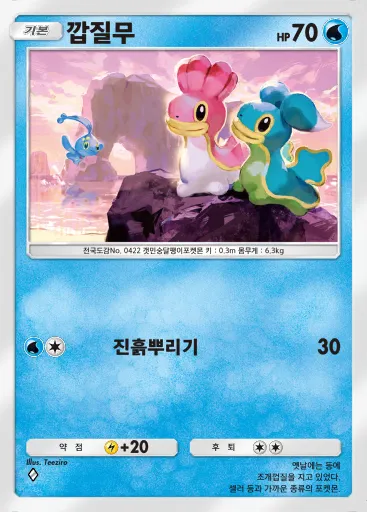 기본 깝질무 HP 70
전국도감No. 0422 갯민숭달팽이포켓몬 키 : 0.3m 몸무게 : 6.3kg
진흙뿌리기 30
약점 +20 후퇴
Illus. Teeziro
옛날에는 등에
조개껍질을 지고 있었다.
셀러 등과 가까운 종류의 포켓몬.